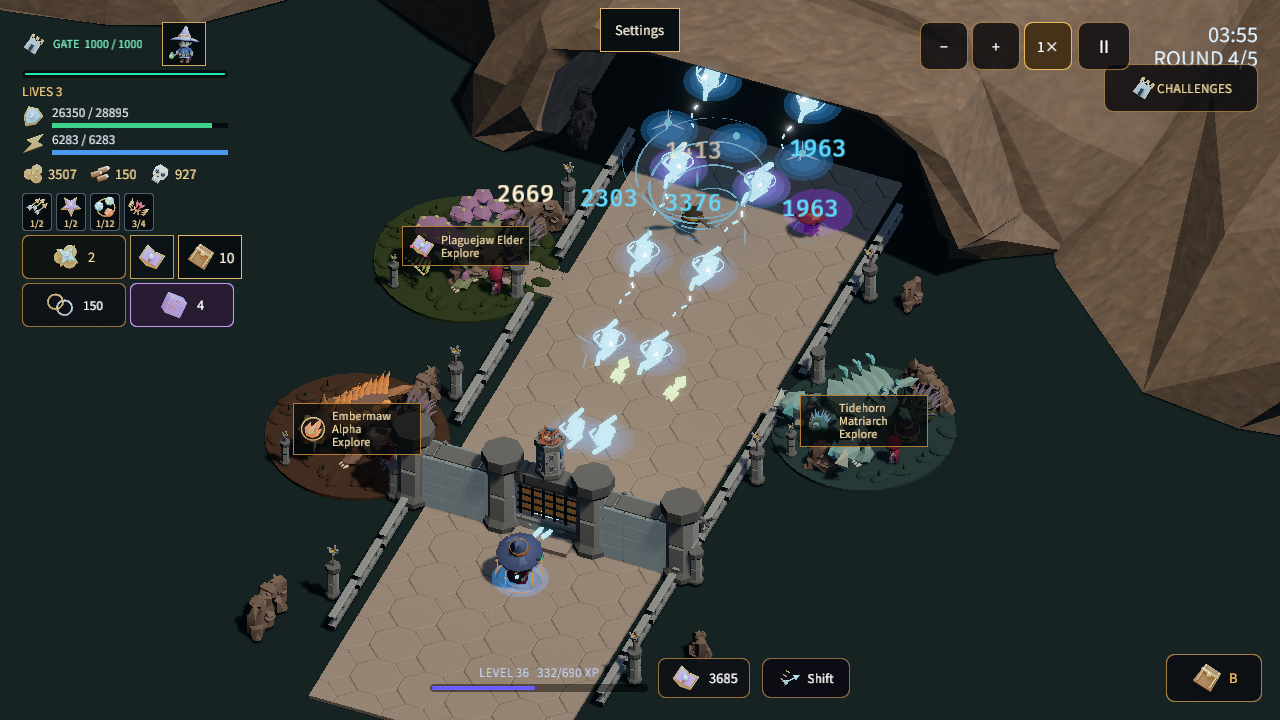 GATE 1000 / 1000
Settings
−
+
1×
03:55
ROUND 4/5
CHALLENGES
LIVES 3
26350 / 28895
6283 / 6283
3507
150
927
1/2
1/2
1/12
3/4
2
10
150
4
1413
1963
2669
2303
3376
1963
Plaguejaw Elder
Explore
Embermaw
Alpha
Explore
Tidehorn
Matriarch
Explore
LEVEL 36 332/690 XP
3685
Shift
B